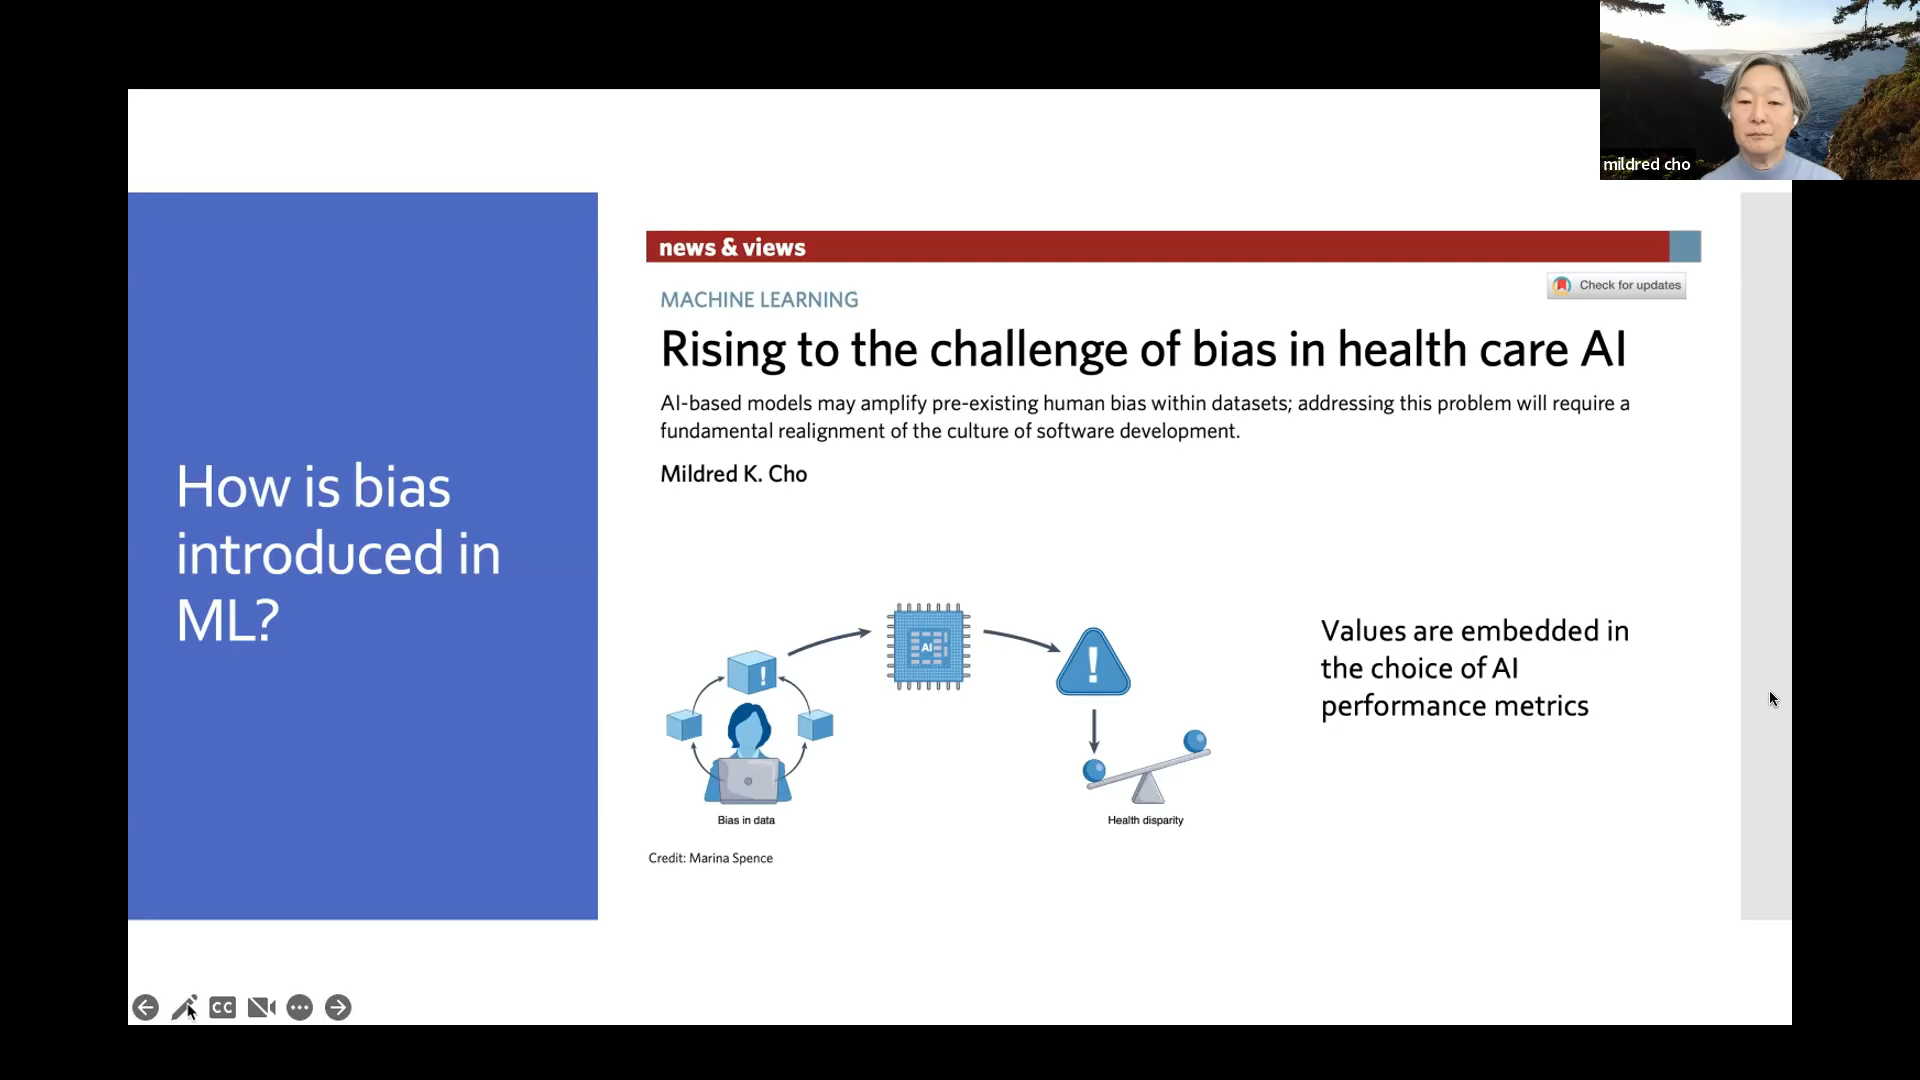 mildred cho
How is bias
introduced in
ML?
news & views
Check for updates
MACHINE LEARNING
Rising to the challenge of bias in health care AI
AI-based models may amplify pre-existing human bias within datasets; addressing this problem will require a
fundamental realignment of the culture of software development.
Mildred K. Cho
!
AI
!
Values are embedded in
the choice of AI
performance metrics
Bias in data
Health disparity
Credit: Marina Spence
CC